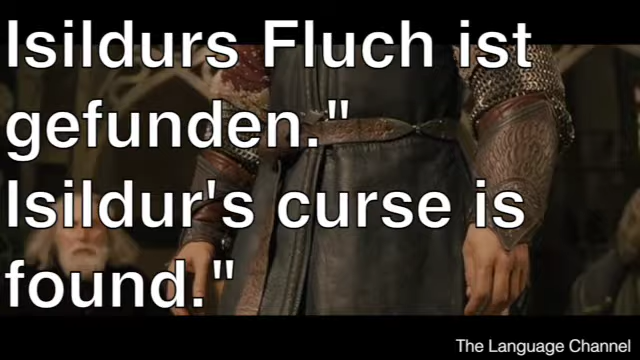 Isildurs Fluch ist
gefunden."
Isildur's curse is
found."
The Language Channel